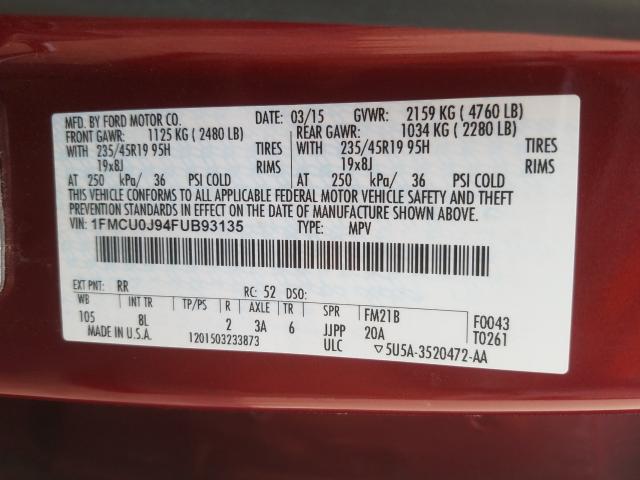 MFD. BY FORD MOTOR CO. DATE: 03/15 GVWR: 2159 KG ( 4760 LB)
FRONT GAWR: 1125 KG ( 2480 LB) REAR GAWR: 1034 KG ( 2280 LB)
WITH 235/45R19 95H TIRES WITH 235/45R19 95H TIRES
19x8J RIMS 19x8J RIMS
AT 250 kPa/ 36 PSI COLD AT 250 kPa/ 36 PSI COLD
THIS VEHICLE CONFORMS TO ALL APPLICABLE FEDERAL MOTOR VEHICLE SAFETY AND THEFT
PREVENTION STANDARDS IN EFFECT ON THE DATE OF MANUFACTURE SHOWN ABOVE.
VIN: 1FMCU0J94FUB93135 TYPE: MPV
EXT PNT: RR RC: 52 DSO:
WB INT TR TP/PS R AXLE TR SPR FM21B F0043
105 8L 2 3A 6 JJPP 20A T0261
MADE IN U.S.A. 1201503233873 ULC ▽5U5A-3520472-AA